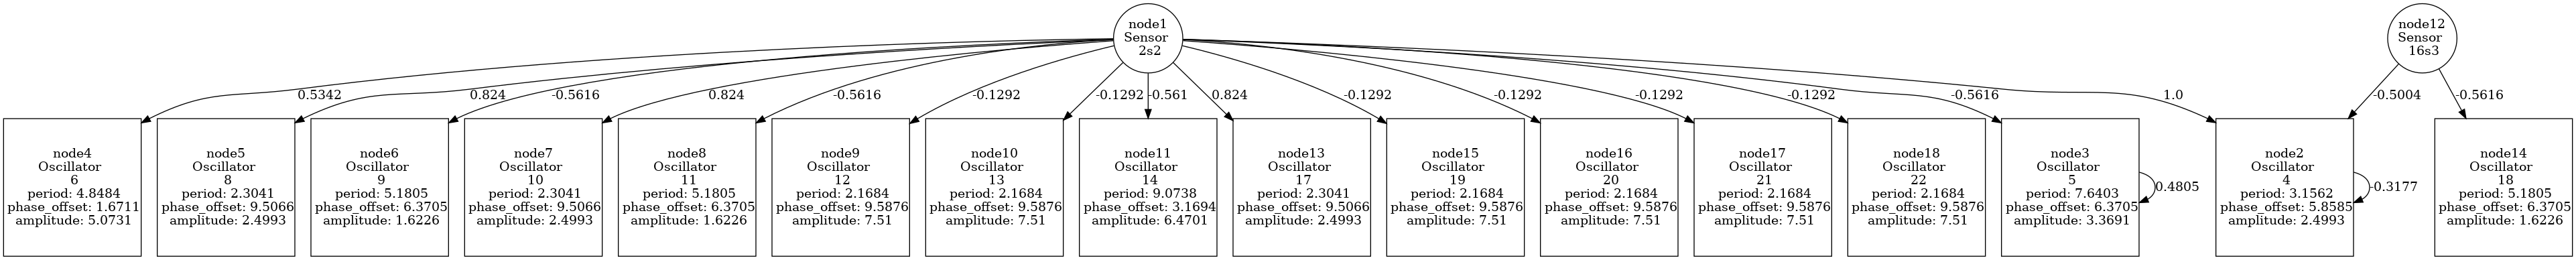 node1
Sensor
2s2
node12
Sensor
16s3
0.5342
0.824
-0.5616
0.824
-0.5616
-0.1292
-0.1292
-0.561
0.824
-0.1292
-0.1292
-0.1292
-0.1292
-0.5616
1.0
-0.5004
-0.5616
node4
Oscillator
6
period: 4.8484
phase_offset: 1.6711
amplitude: 5.0731
node5
Oscillator
8
period: 2.3041
phase_offset: 9.5066
amplitude: 2.4993
node6
Oscillator
9
period: 5.1805
phase_offset: 6.3705
amplitude: 1.6226
node7
Oscillator
10
period: 2.3041
phase_offset: 9.5066
amplitude: 2.4993
node8
Oscillator
11
period: 5.1805
phase_offset: 6.3705
amplitude: 1.6226
node9
Oscillator
12
period: 2.1684
phase_offset: 9.5876
amplitude: 7.51
node10
Oscillator
13
period: 2.1684
phase_offset: 9.5876
amplitude: 7.51
node11
Oscillator
14
period: 9.0738
phase_offset: 3.1694
amplitude: 6.4701
node13
Oscillator
17
period: 2.3041
phase_offset: 9.5066
amplitude: 2.4993
node15
Oscillator
19
period: 2.1684
phase_offset: 9.5876
amplitude: 7.51
node16
Oscillator
20
period: 2.1684
phase_offset: 9.5876
amplitude: 7.51
node17
Oscillator
21
period: 2.1684
phase_offset: 9.5876
amplitude: 7.51
node18
Oscillator
22
period: 2.1684
phase_offset: 9.5876
amplitude: 7.51
node3
Oscillator
5
period: 7.6403
phase_offset: 6.3705
amplitude: 3.3691
0.4805
node2
Oscillator
4
period: 3.1562
phase_offset: 5.8585
amplitude: 2.4993
-0.3177
node14
Oscillator
18
period: 5.1805
phase_offset: 6.3705
amplitude: 1.6226